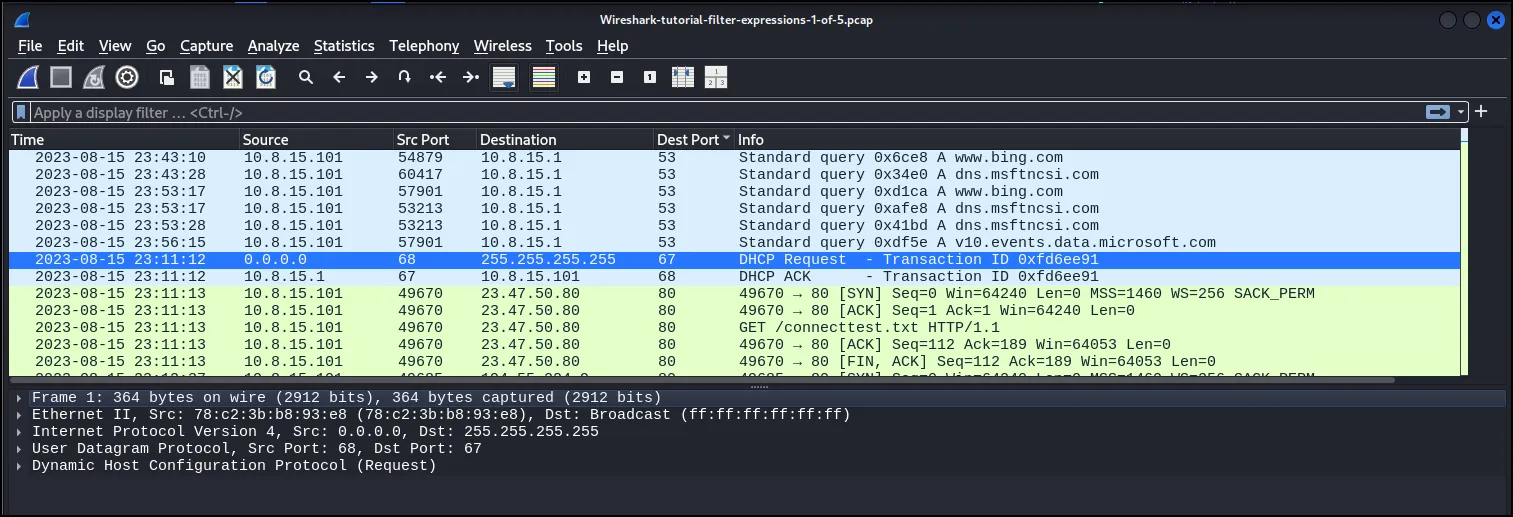 Wireshark-tutorial-filter-expressions-1-of-5.pcap
File Edit View Go Capture Analyze Statistics Telephony Wireless Tools Help
Apply a display filter … <Ctrl-/>
Time Source Src Port Destination Dest Port Info
2023-08-15 23:43:10 10.8.15.101 54879 10.8.15.1 53 Standard query 0x6ce8 A www.bing.com
2023-08-15 23:43:28 10.8.15.101 60417 10.8.15.1 53 Standard query 0x34e0 A dns.msftncsi.com
2023-08-15 23:53:17 10.8.15.101 57901 10.8.15.1 53 Standard query 0xd1ca A www.bing.com
2023-08-15 23:53:17 10.8.15.101 53213 10.8.15.1 53 Standard query 0xafe8 A dns.msftncsi.com
2023-08-15 23:53:28 10.8.15.101 53213 10.8.15.1 53 Standard query 0x41bd A dns.msftncsi.com
2023-08-15 23:56:15 10.8.15.101 57901 10.8.15.1 53 Standard query 0xdf5e A v10.events.data.microsoft.com
2023-08-15 23:11:12 0.0.0.0 68 255.255.255.255 67 DHCP Request - Transaction ID 0xfd6ee91
2023-08-15 23:11:12 10.8.15.1 67 10.8.15.101 68 DHCP ACK - Transaction ID 0xfd6ee91
2023-08-15 23:11:13 10.8.15.101 49670 23.47.50.80 80 49670 → 80 [SYN] Seq=0 Win=64240 Len=0 MSS=1460 WS=256 SACK_PERM
2023-08-15 23:11:13 10.8.15.101 49670 23.47.50.80 80 49670 → 80 [ACK] Seq=1 Ack=1 Win=64240 Len=0
2023-08-15 23:11:13 10.8.15.101 49670 23.47.50.80 80 GET /connecttest.txt HTTP/1.1
2023-08-15 23:11:13 10.8.15.101 49670 23.47.50.80 80 49670 → 80 [ACK] Seq=112 Ack=189 Win=64053 Len=0
2023-08-15 23:11:13 10.8.15.101 49670 23.47.50.80 80 49670 → 80 [FIN, ACK] Seq=112 Ack=189 Win=64053 Len=0
Frame 1: 364 bytes on wire (2912 bits), 364 bytes captured (2912 bits)
Ethernet II, Src: 78:c2:3b:b8:93:e8 (78:c2:3b:b8:93:e8), Dst: Broadcast (ff:ff:ff:ff:ff:ff)
Internet Protocol Version 4, Src: 0.0.0.0, Dst: 255.255.255.255
User Datagram Protocol, Src Port: 68, Dst Port: 67
Dynamic Host Configuration Protocol (Request)